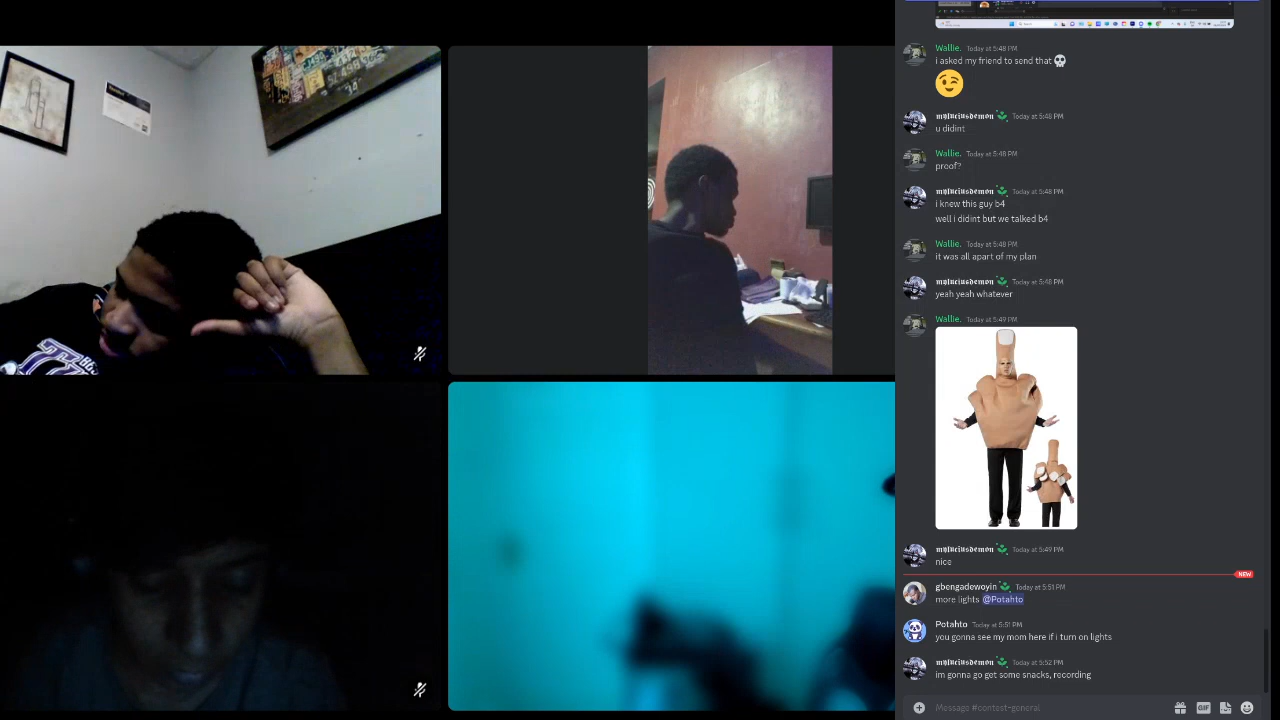 Wallie. Today at 5:48 PM
i asked my friend to send that
myluciusdemon Today at 5:48 PM
u didint
Wallie. Today at 5:48 PM
proof?
myluciusdemon Today at 5:48 PM
i knew this guy b4
well i didint but we talked b4
Wallie. Today at 5:48 PM
it was all apart of my plan
myluciusdemon Today at 5:48 PM
yeah yeah whatever
Wallie. Today at 5:49 PM
myluciusdemon Today at 5:49 PM
nice
NEW
gbengadewoyin Today at 5:51 PM
more lights @Potahto
Potahto Today at 5:51 PM
you gonna see my mom here if i turn on lights
myluciusdemon Today at 5:52 PM
im gonna go get some snacks, recording
Message #contest-general
GIF